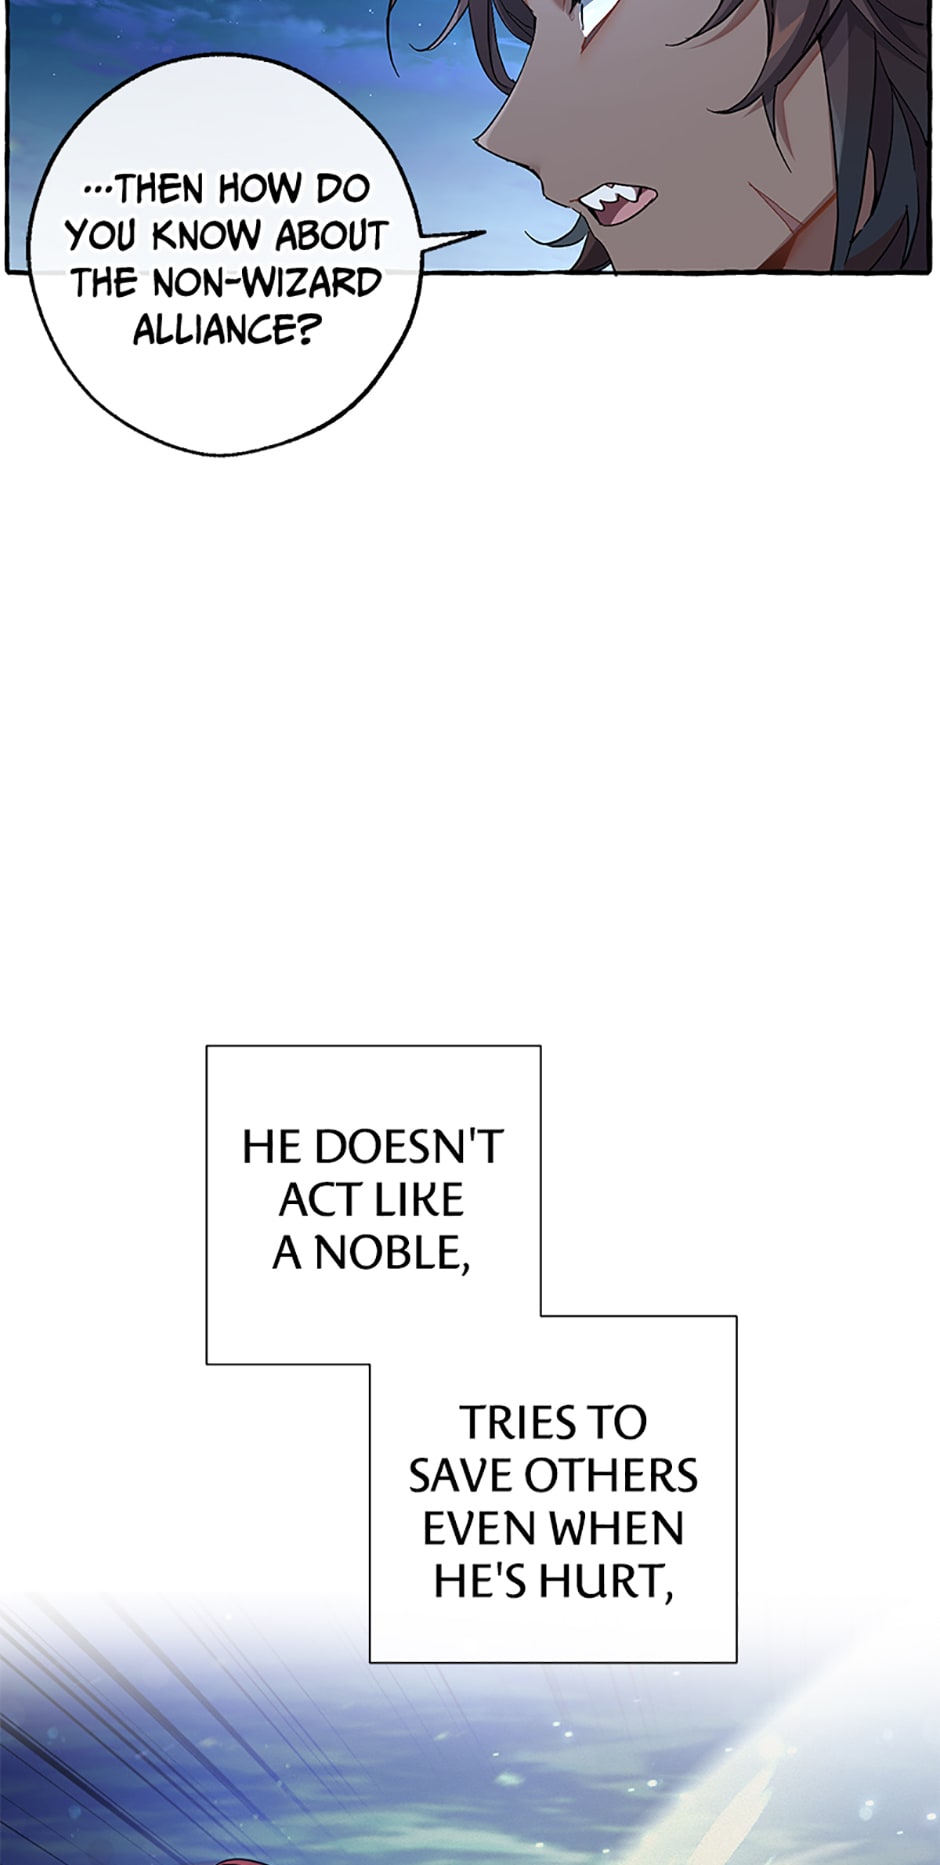 ...THEN HOW DO
YOU KNOW ABOUT
THE NON-WIZARD
ALLIANCE?
HE DOESN'T
ACT LIKE
A NOBLE,
TRIES TO
SAVE OTHERS
EVEN WHEN
HE'S HURT,